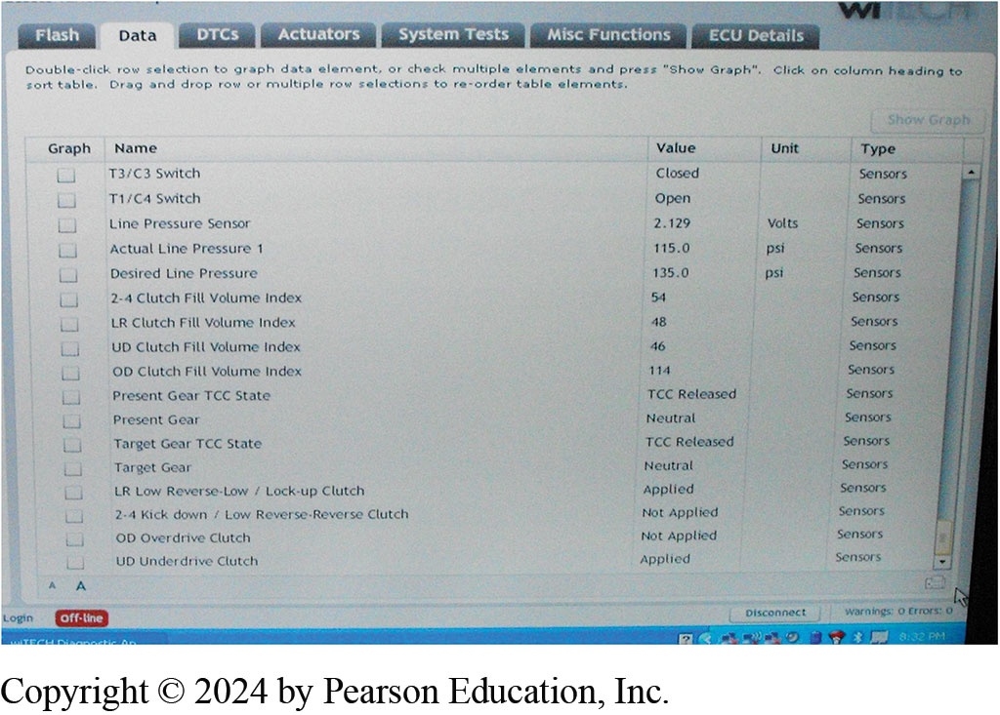 wiTECH
Flash Data DTCs Actuators System Tests Misc Functions ECU Details
Double-click row selection to graph data element, or check multiple elements and press "Show Graph". Click on column heading to
sort table. Drag and drop row or multiple row selections to re-order table elements.
Show Graph
Graph Name Value Unit Type
T3/C3 Switch Closed Sensors
T1/C4 Switch Open Sensors
Line Pressure Sensor 2.129 Volts Sensors
Actual Line Pressure 1 115.0 psi Sensors
Desired Line Pressure 135.0 psi Sensors
2-4 Clutch Fill Volume Index 54 Sensors
LR Clutch Fill Volume Index 48 Sensors
UD Clutch Fill Volume Index 46 Sensors
OD Clutch Fill Volume Index 114 Sensors
Present Gear TCC State TCC Released Sensors
Present Gear Neutral Sensors
Target Gear TCC State TCC Released Sensors
Target Gear Neutral Sensors
LR Low Reverse-Low / Lock-up Clutch Applied Sensors
2-4 Kick down / Low Reverse-Reverse Clutch Not Applied Sensors
OD Overdrive Clutch Not Applied Sensors
UD Underdrive Clutch Applied Sensors
A A
Login Off-line Disconnect Warnings: 0 Errors: 0
wiTECH Diagnostic Ap 8:32 PM
Copyright © 2024 by Pearson Education, Inc.